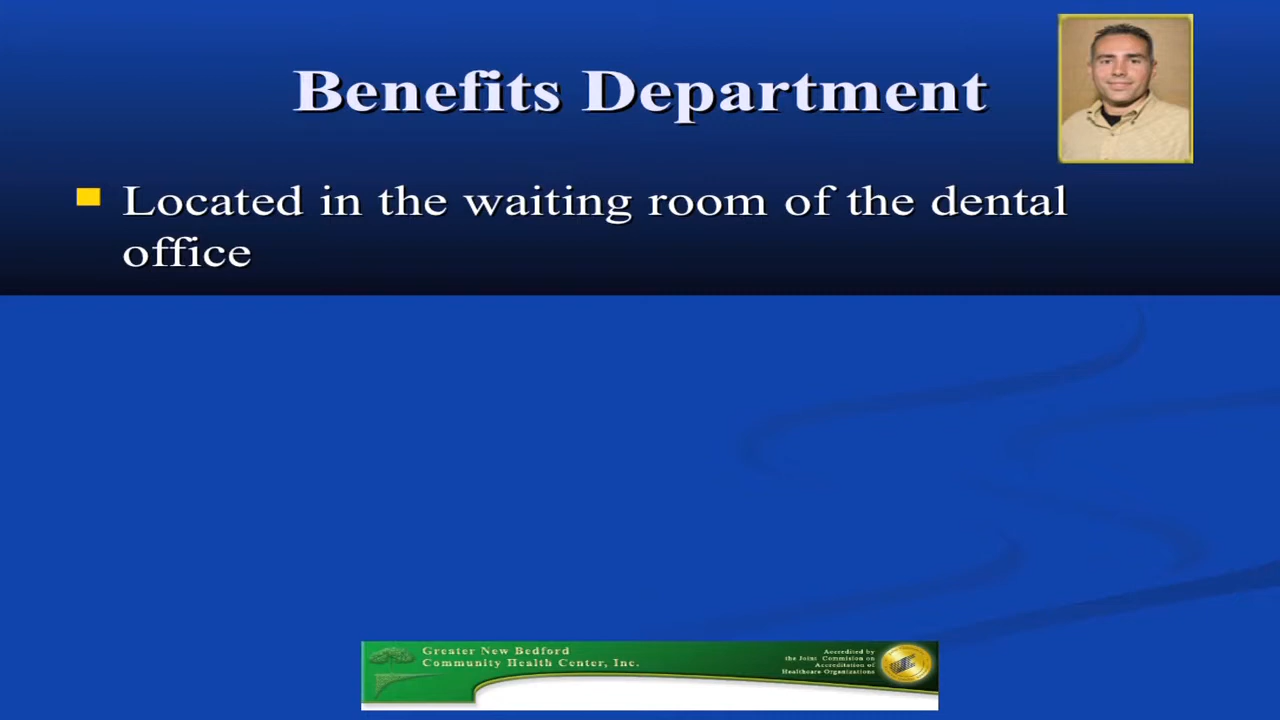 Benefits Department
Located in the waiting room of the dental
office
Greater New Bedford
Community Health Center, Inc.
Accredited by
the Joint Commision on
Accreditation of
Healthcare Organizations